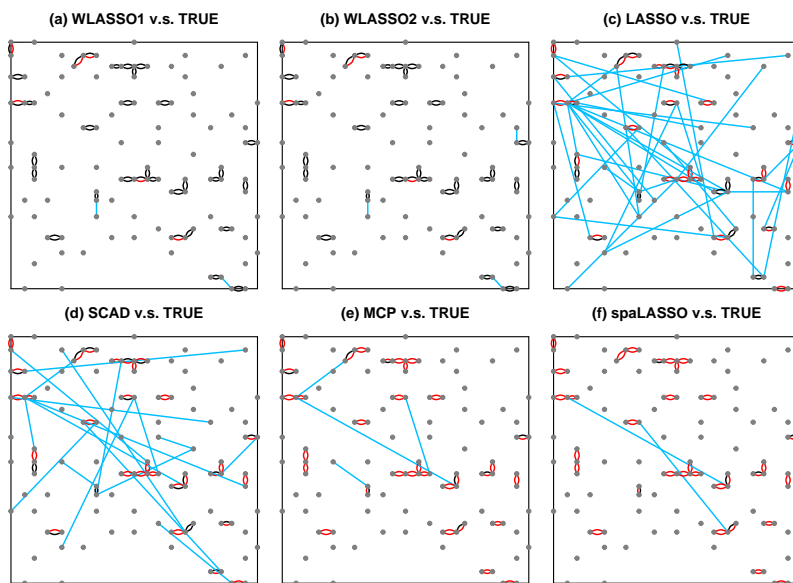 (a) WLASSO1 v.s. TRUE
(b) WLASSO2 v.s. TRUE
(c) LASSO v.s. TRUE
(d) SCAD v.s. TRUE
(e) MCP v.s. TRUE
(f) spaLASSO v.s. TRUE